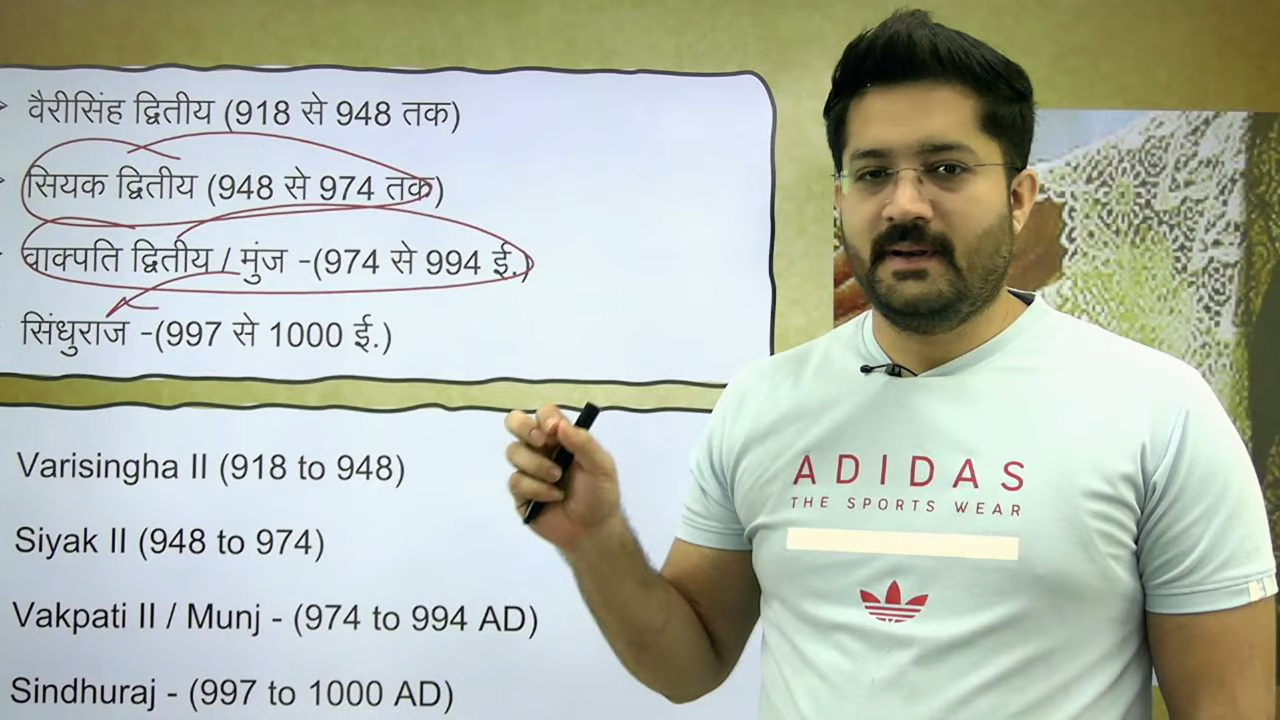 वैरीसिंह द्वितीय (918 से 948 तक)
सियक द्वितीय (948 से 974 तक)
वाक्पति द्वितीय / मुंज -(974 से 994 ई.)
सिंधुराज -(997 से 1000 ई.)
Varisingha II (918 to 948)
Siyak II (948 to 974)
Vakpati II / Munj - (974 to 994 AD)
Sindhuraj - (997 to 1000 AD)
ADIDAS
THE SPORTS WEAR